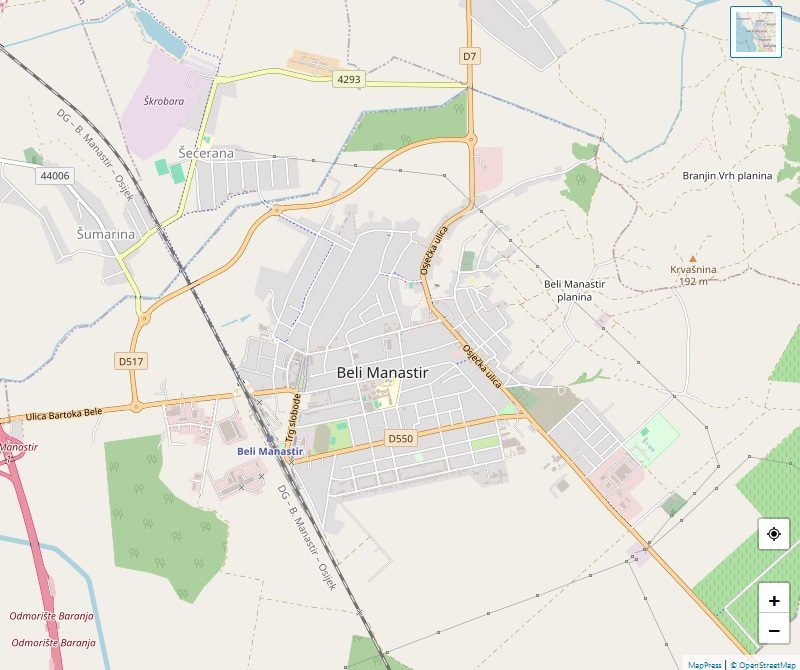 D7
4293
Škrobara
DG – B. Manastir – Osijek
Šećerana
44006
Branjin Vrh planina
Šumarina
Osječka ulica
Krvašnina
192 m
Beli Manastir
planina
D517
Osječka ulica
Beli Manastir
Trg slobode
Ulica Bartoka Bele
D550
Manastir
Beli Manastir
DG – B. Manastir – Osijek
+
−
Odmorište Baranja
Odmorište Baranja
MapPress | © OpenStreetMap